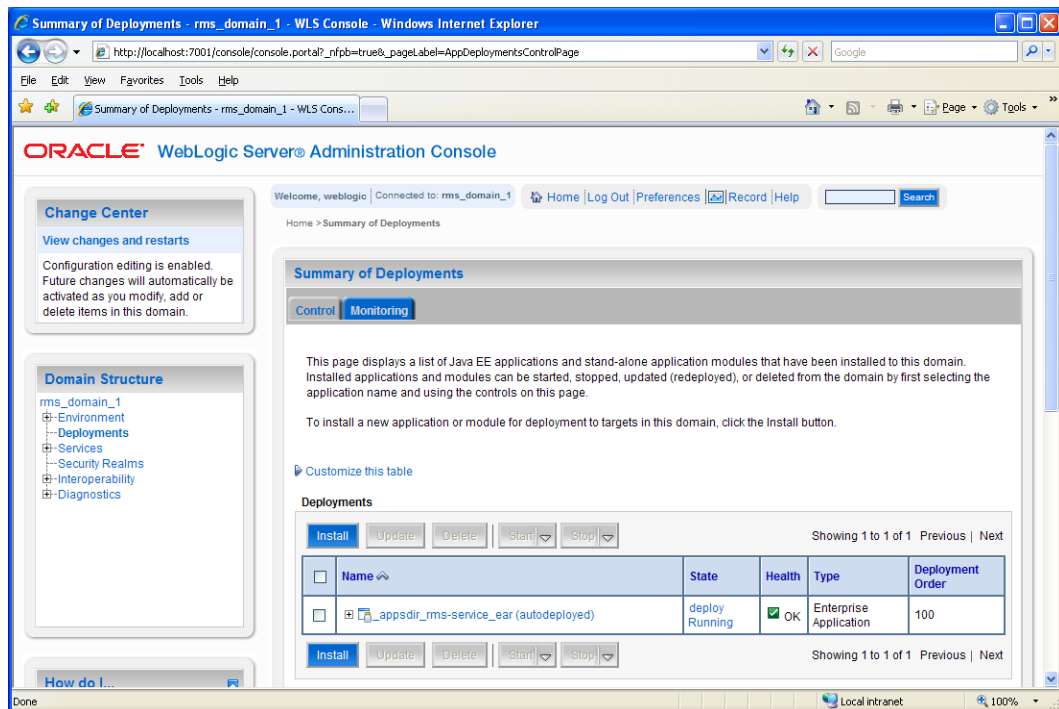 Summary of Deployments - rms_domain_1 - WLS Console - Windows Internet Explorer
http://localhost:7001/console/console.portal?_nfpb=true&_pageLabel=AppDeploymentsControlPage
Google
File Edit View Favorites Tools Help
Summary of Deployments - rms_domain_1 - WLS Cons...
Page Tools
ORACLE WebLogic Server® Administration Console
Change Center
View changes and restarts
Configuration editing is enabled.
Future changes will automatically be
activated as you modify, add or
delete items in this domain.
Domain Structure
rms_domain_1
Environment
Deployments
Services
Security Realms
Interoperability
Diagnostics
How do I...
Welcome, weblogic Connected to: rms_domain_1 Home Log Out Preferences Record Help Search
Home >Summary of Deployments
Summary of Deployments
Control Monitoring
This page displays a list of Java EE applications and stand-alone application modules that have been installed to this domain.
Installed applications and modules can be started, stopped, updated (redeployed), or deleted from the domain by first selecting the
application name and using the controls on this page.
To install a new application or module for deployment to targets in this domain, click the Install button.
Customize this table
Deployments
Install Update Delete Start Stop Showing 1 to 1 of 1 Previous | Next
Name State Health Type Deployment Order
_appsdir_rms-service_ear (autodeployed) deploy Running OK Enterprise Application 100
Install Update Delete Start Stop Showing 1 to 1 of 1 Previous | Next
Done Local intranet 100%